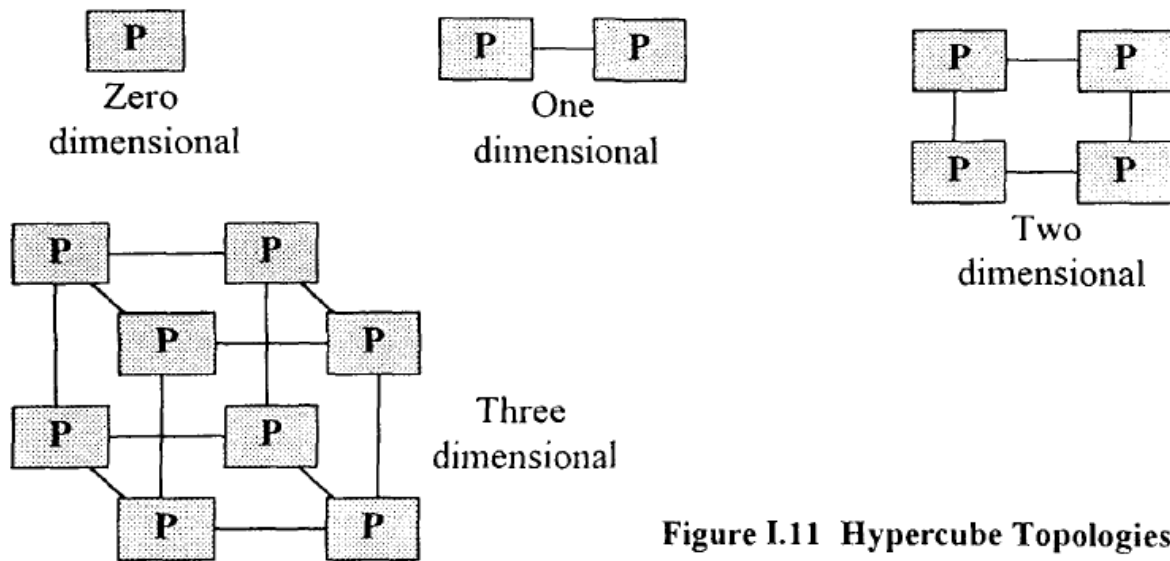 P
Zero
dimensional
P P
One
dimensional
P P
P P
Two
dimensional
P P
P P
P P
P P
Three
dimensional
Figure I.11 Hypercube Topologies